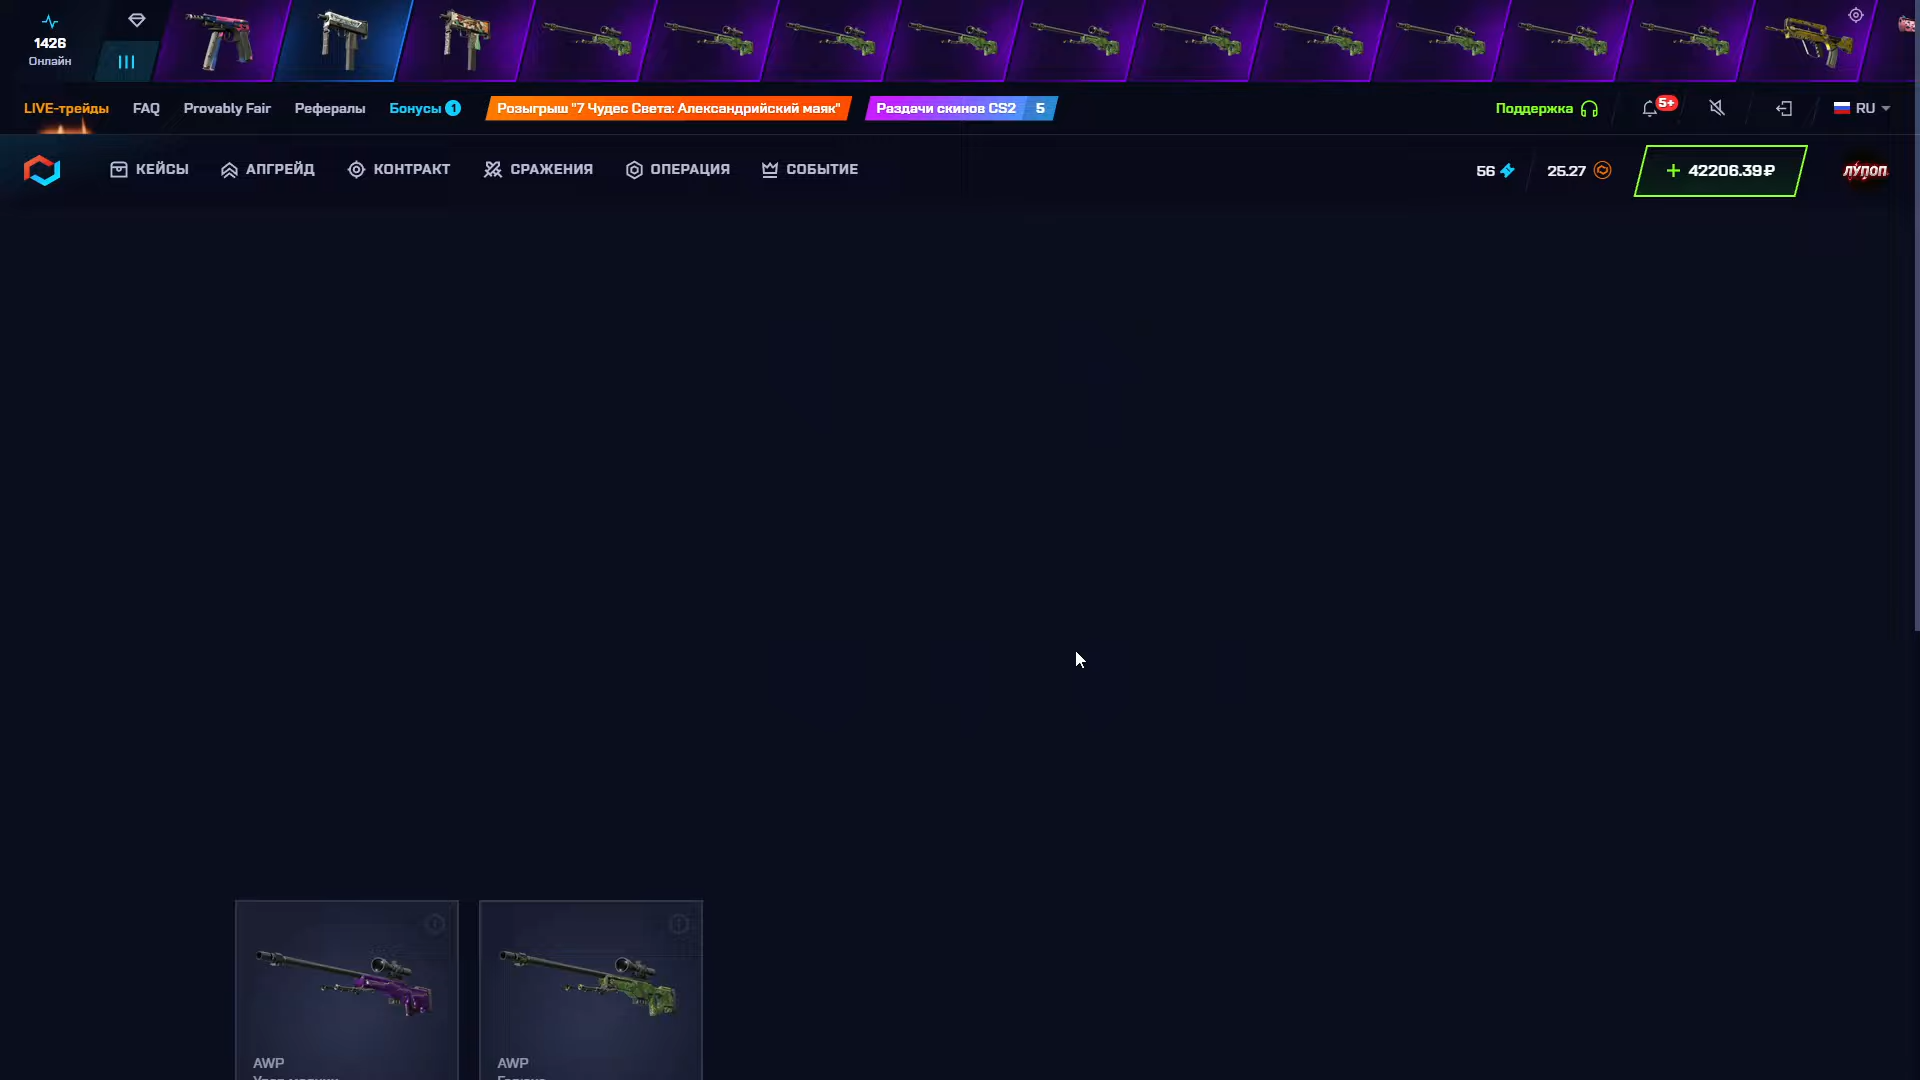 1426
Онлайн
LIVE-трейды FAQ Provably Fair Рефералы Бонусы 1 Розыгрыш "7 Чудес Света: Александрийский маяк" Раздачи скинов CS2 5 Поддержка 5+ RU
КЕЙСЫ АПГРЕЙД КОНТРАКТ СРАЖЕНИЯ ОПЕРАЦИЯ СОБЫТИЕ 56 25.27 + 42206.39₽ ЛУПОП
AWP AWP